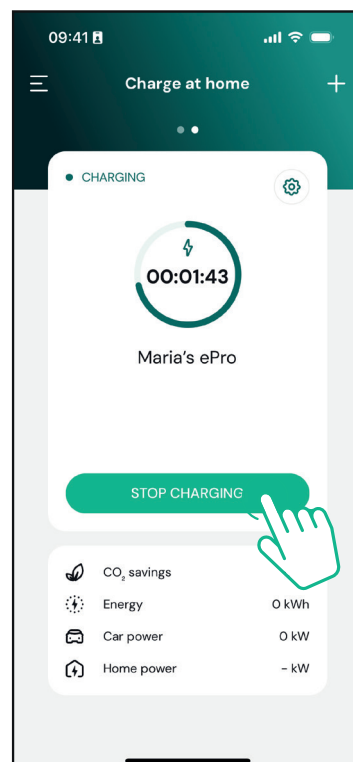 09:41
Charge at home
CHARGING
00:01:43
Maria's ePro
STOP CHARGING
CO₂ savings
Energy 0 kWh
Car power 0 kW
Home power - kW